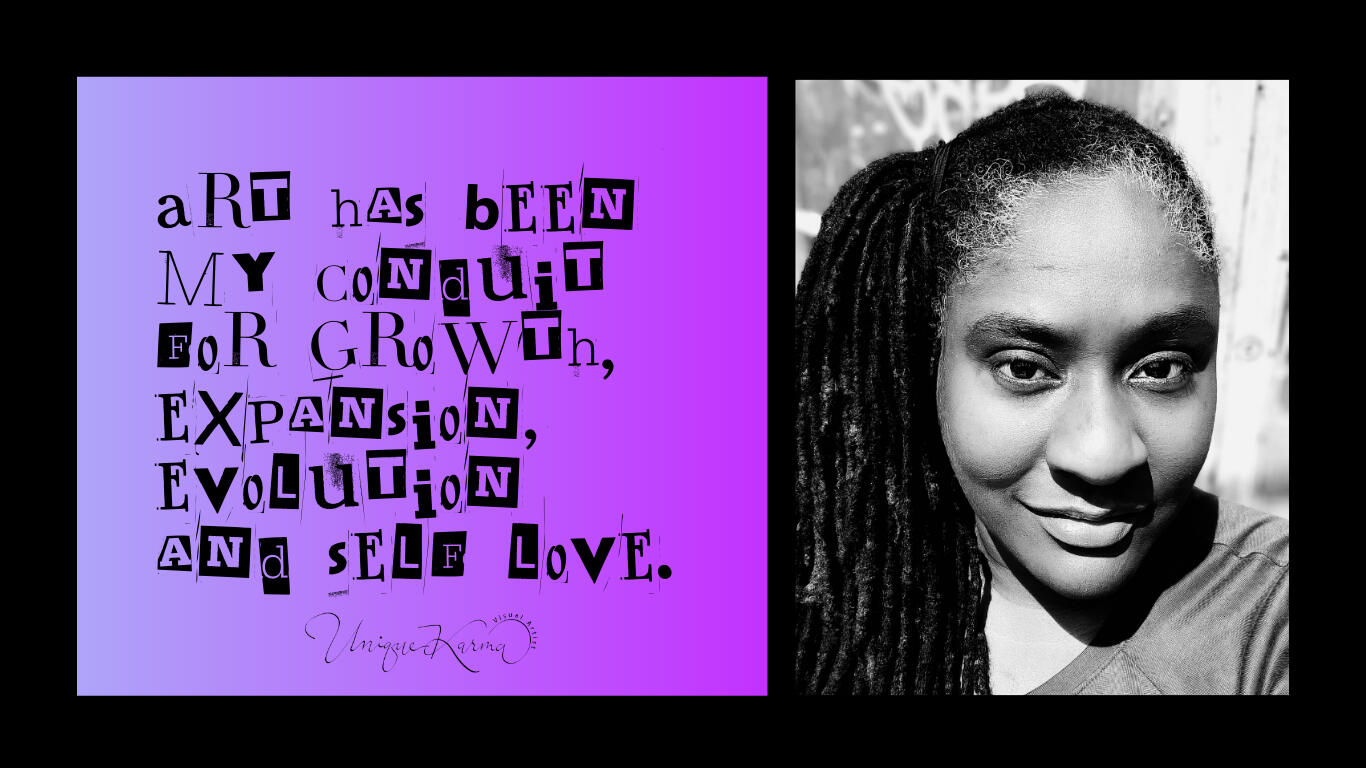 aRT hAs bEEN
MY coNduiT
FoR GRoWTh,
EXPANsioN,
EvoLuTioN
ANd sELF LovE.
UniqueKarma
Visual Artist